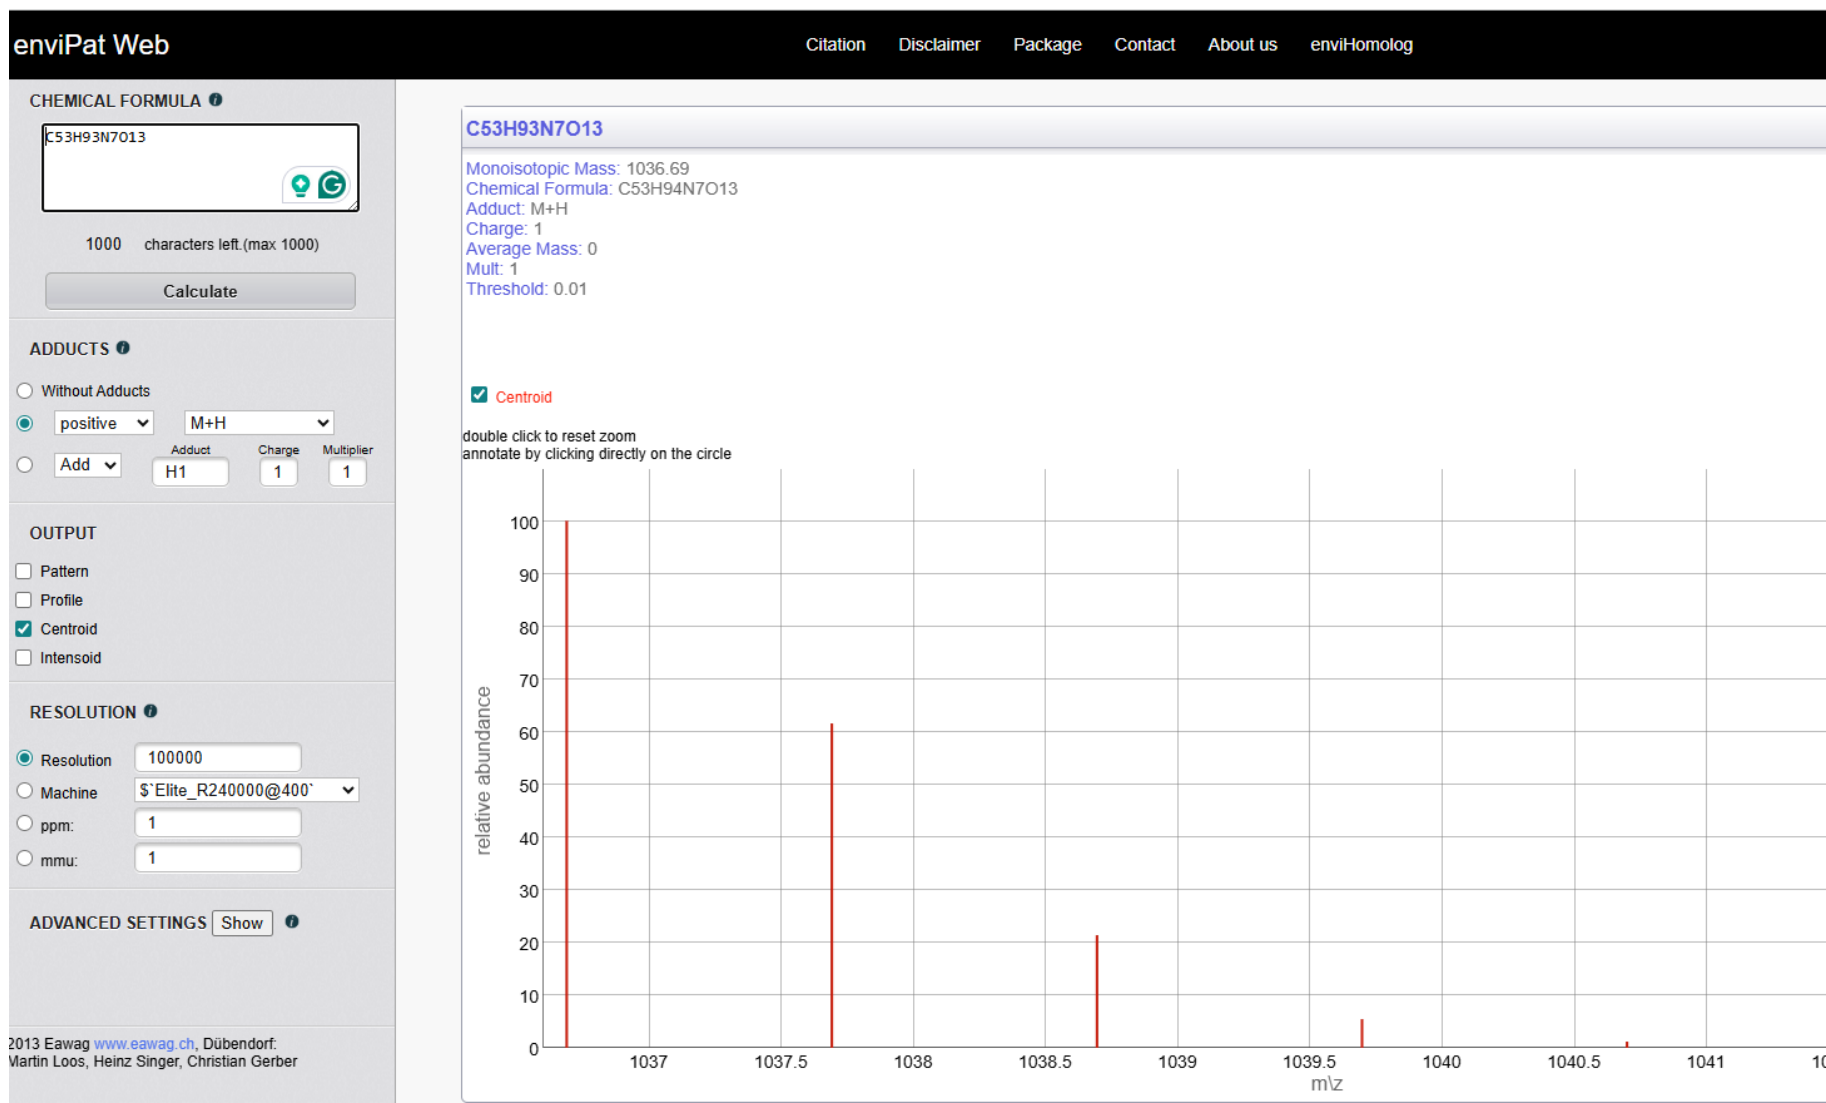 enviPat Web
Citation Disclaimer Package Contact About us enviHomolog
CHEMICAL FORMULA
C53H93N7O13
1000 characters left.(max 1000)
Calculate
ADDUCTS
Without Adducts
positive M+H
Adduct Charge Multiplier
Add H1 1 1
OUTPUT
Pattern
Profile
Centroid
Intensoid
RESOLUTION
Resolution 100000
Machine $`Elite_R240000@400`
ppm: 1
mmu: 1
ADVANCED SETTINGS Show
2013 Eawag www.eawag.ch, Dübendorf:
Martin Loos, Heinz Singer, Christian Gerber
C53H93N7O13
Monoisotopic Mass: 1036.69
Chemical Formula: C53H94N7O13
Adduct: M+H
Charge: 1
Average Mass: 0
Mult: 1
Threshold: 0.01
Centroid
double click to reset zoom
annotate by clicking directly on the circle
100
90
80
70
60
50
40
30
20
10
0
relative abundance
1037 1037.5 1038 1038.5 1039 1039.5 1040 1040.5 1041
m\z